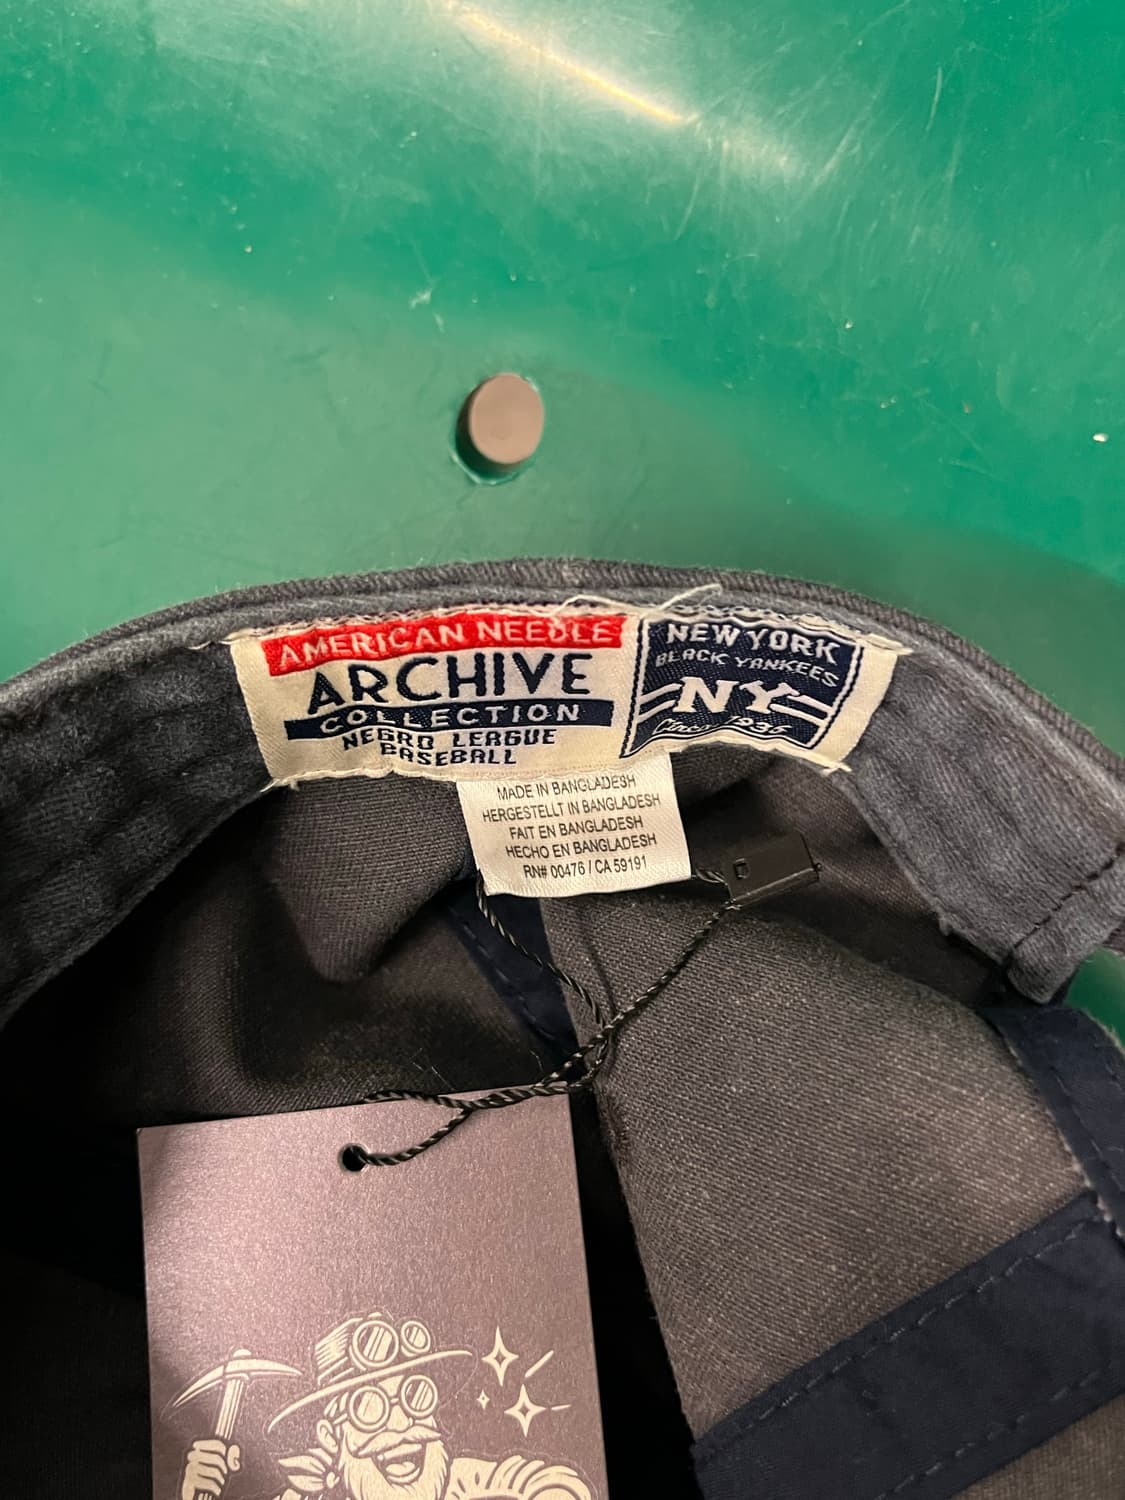 AMERICAN NEEDLE
ARCHIVE
COLLECTION
NEGRO LEAGUE
BASEBALL
NEW YORK
BLACK YANKEES
NY
Since 1936
MADE IN BANGLADESH
HERGESTELLT IN BANGLADESH
FAIT EN BANGLADESH
HECHO EN BANGLADESH
RN# 00476 / CA 59191